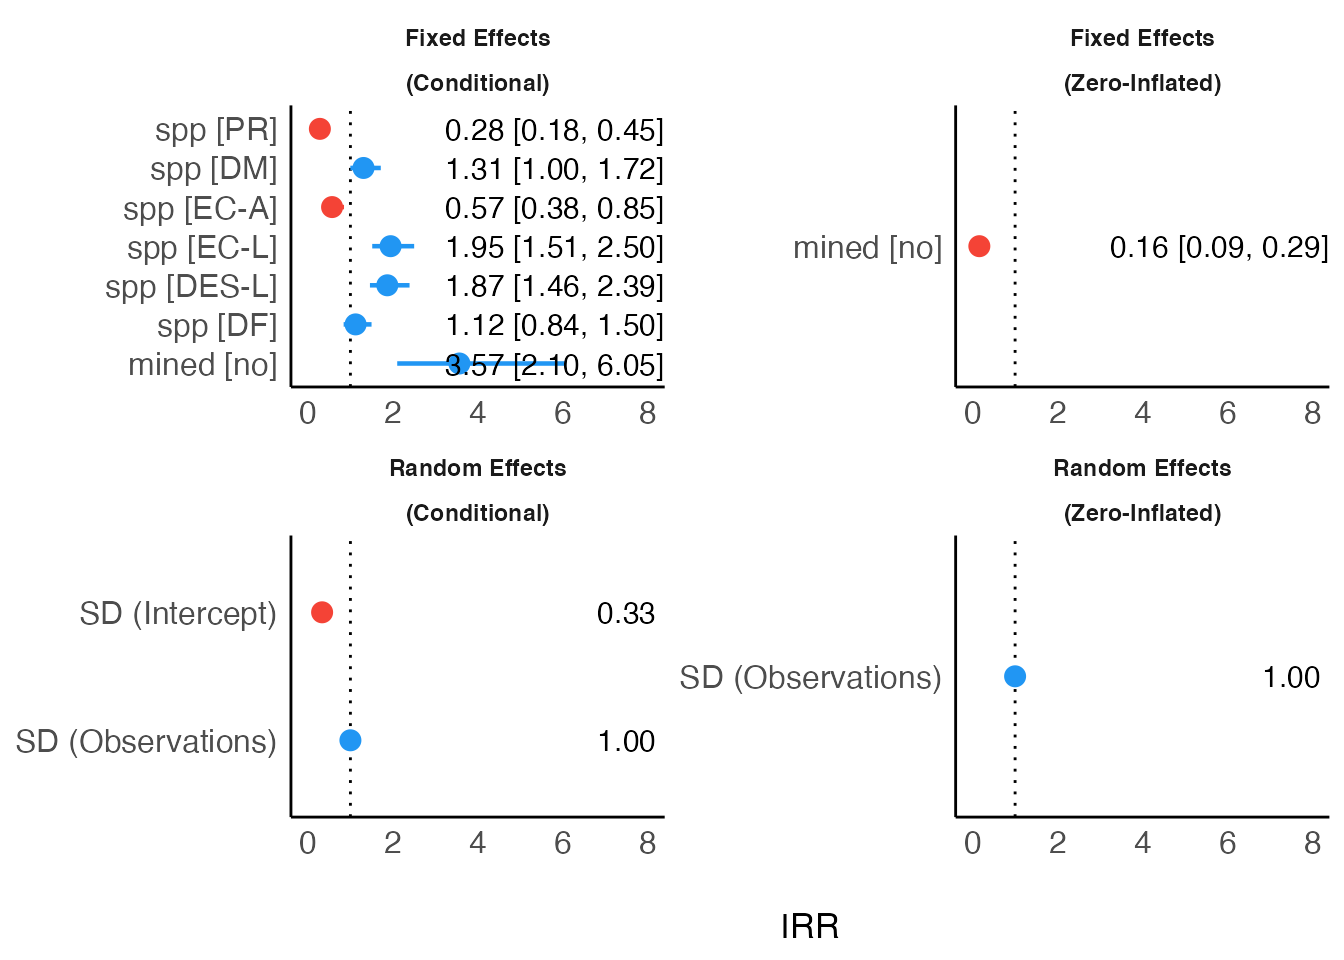 Fixed Effects
(Conditional)
spp [PR] 0.28 [0.18, 0.45]
spp [DM] 1.31 [1.00, 1.72]
spp [EC-A] 0.57 [0.38, 0.85]
spp [EC-L] 1.95 [1.51, 2.50]
spp [DES-L] 1.87 [1.46, 2.39]
spp [DF] 1.12 [0.84, 1.50]
mined [no] 3.57 [2.10, 6.05]
0 2 4 6 8
Fixed Effects
(Zero-Inflated)
mined [no] 0.16 [0.09, 0.29]
0 2 4 6 8
Random Effects
(Conditional)
SD (Intercept) 0.33
SD (Observations) 1.00
0 2 4 6 8
Random Effects
(Zero-Inflated)
SD (Observations) 1.00
0 2 4 6 8
IRR